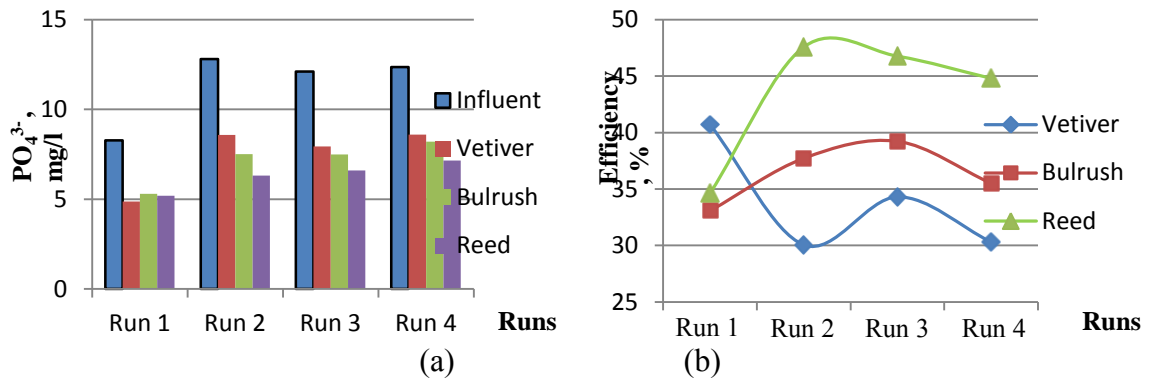 15
10
5
0
PO₄³⁻ ,
mg/l
Influent
Vetiver
Bulrush
Reed
Run 1 Run 2 Run 3 Run 4 Runs
(a)
50
45
40
35
30
25
Efficiency
, %
Vetiver
Bulrush
Reed
Run 1 Run 2 Run 3 Run 4 Runs
(b)